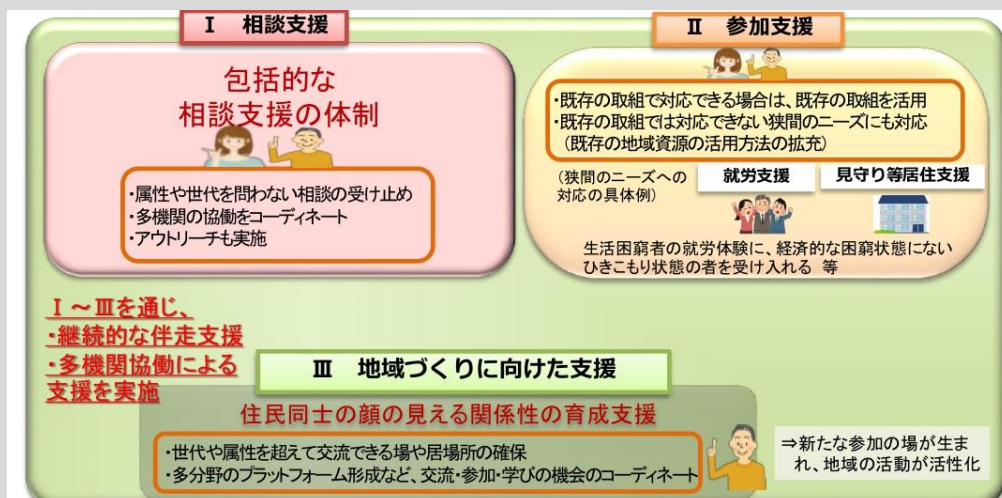 Ⅰ 相談支援
包括的な
相談支援の体制
・属性や世代を問わない相談の受け止め
・多機関の協働をコーディネート
・アウトリーチも実施
Ⅱ 参加支援
・既存の取組で対応できる場合は、既存の取組を活用
・既存の取組では対応できない狭間のニーズにも対応
（既存の地域資源の活用方法の拡充）
（狭間のニーズへの
対応の具体例）
就労支援
見守り等居住支援
生活困窮者の就労体験に、経済的な困窮状態にない
ひきこもり状態の者を受け入れる 等
Ⅰ～Ⅲを通じ、
・継続的な伴走支援
・多機関協働による
支援を実施
Ⅲ 地域づくりに向けた支援
住民同士の顔の見える関係性の育成支援
・世代や属性を超えて交流できる場や居場所の確保
・多分野のプラットフォーム形成など、交流・参加・学びの機会のコーディネート
⇒新たな参加の場が生ま
れ、地域の活動が活性化